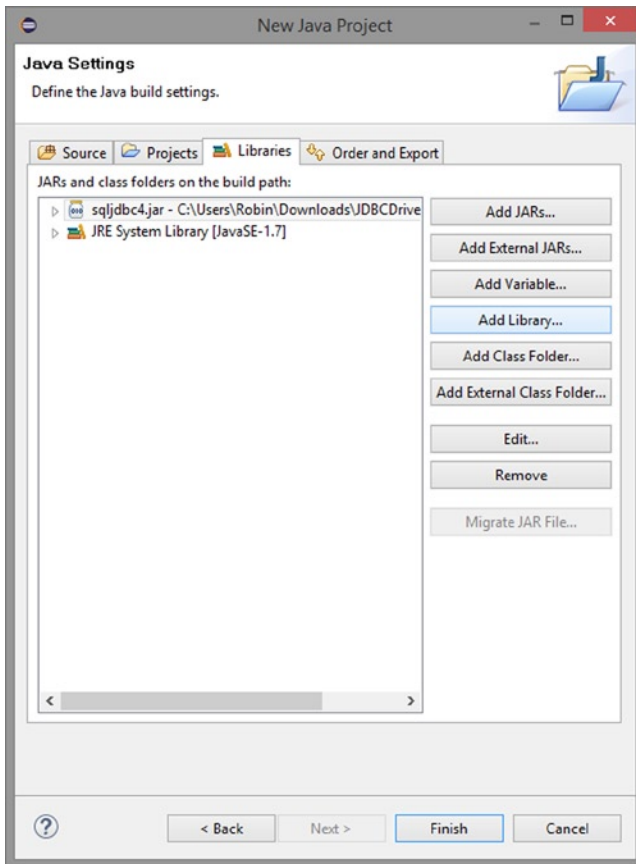 New Java Project
Java Settings
Define the Java build settings.
Source Projects Libraries Order and Export
JARs and class folders on the build path:
sqljdbc4.jar - C:\Users\Robin\Downloads\JDBCDrive
JRE System Library [JavaSE-1.7]
Add JARs...
Add External JARs...
Add Variable...
Add Library...
Add Class Folder...
Add External Class Folder...
Edit...
Remove
Migrate JAR File...
< Back Next > Finish Cancel